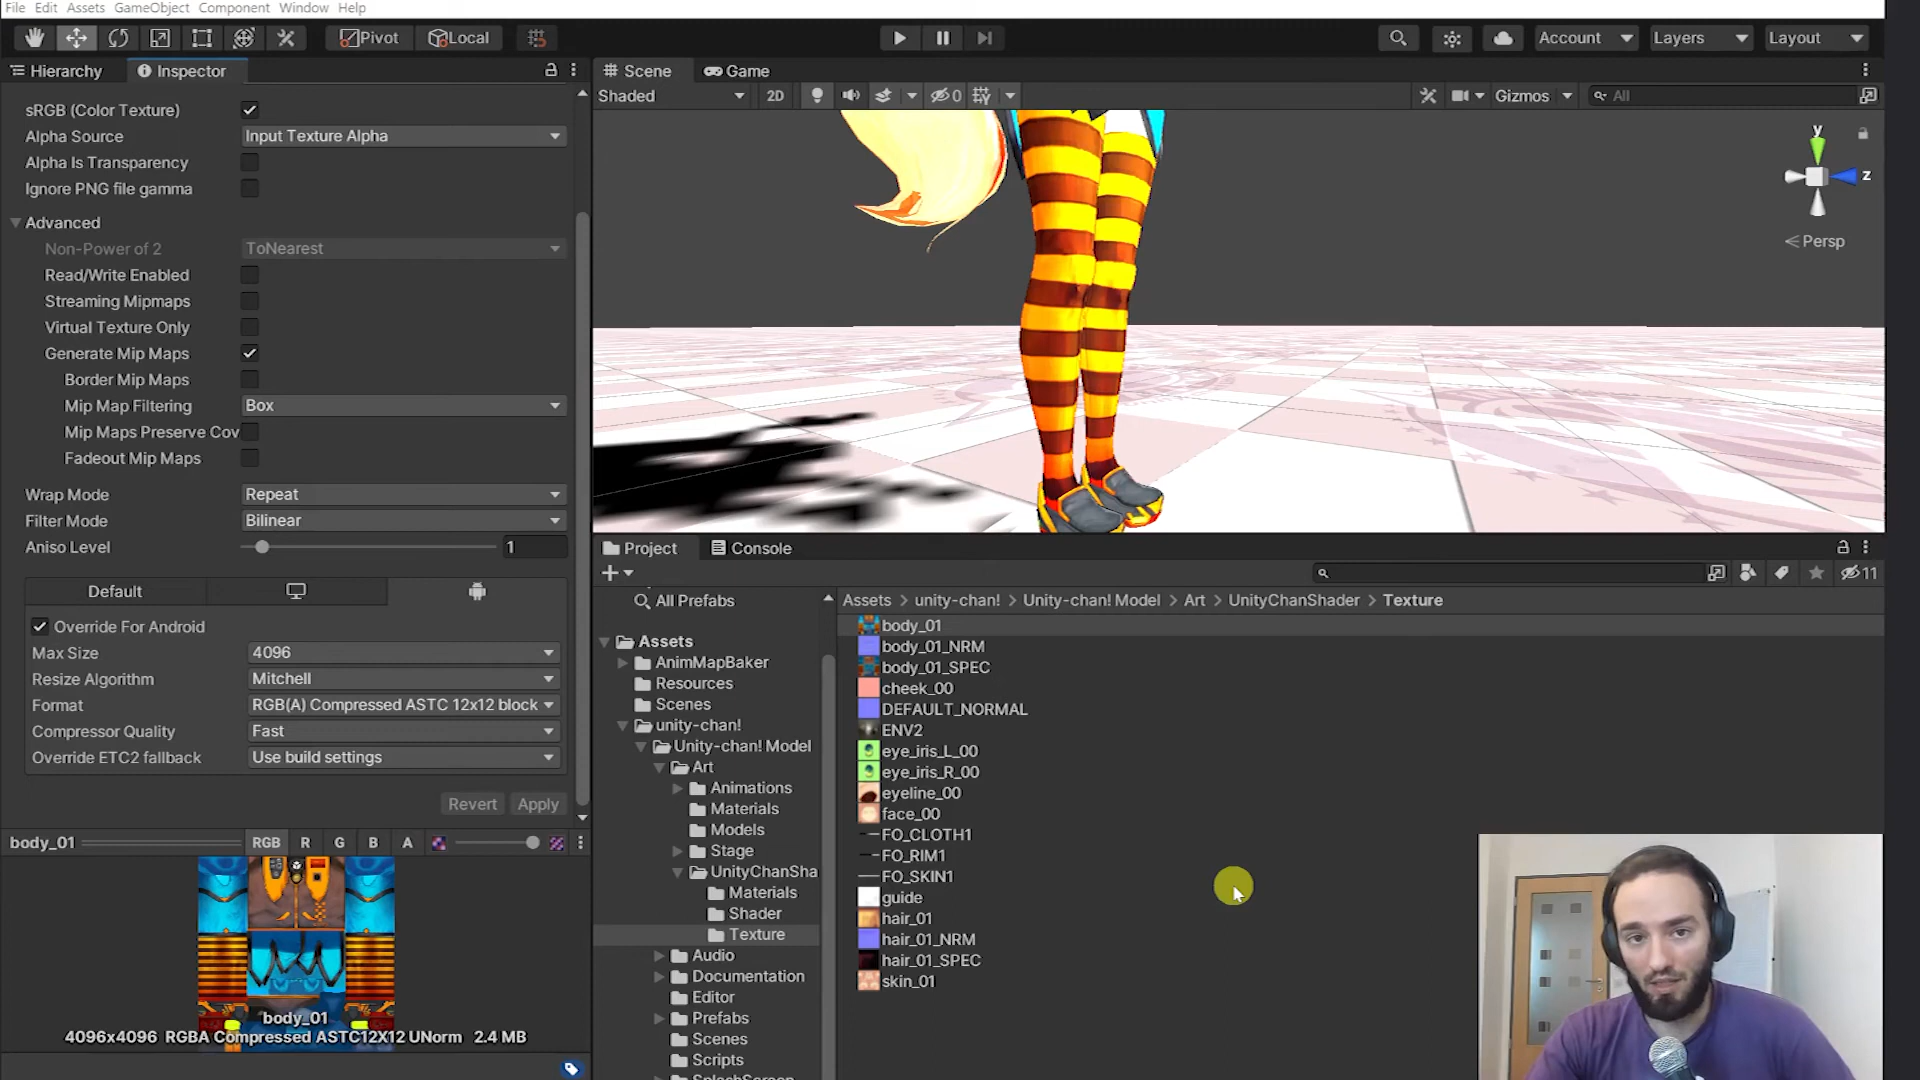 File Edit Assets GameObject Component Window Help
Pivot Local Account Layers Layout
Hierarchy Inspector
sRGB (Color Texture)
Alpha Source Input Texture Alpha
Alpha Is Transparency
Ignore PNG file gamma
Advanced
Non-Power of 2 ToNearest
Read/Write Enabled
Streaming Mipmaps
Virtual Texture Only
Generate Mip Maps
Border Mip Maps
Mip Map Filtering Box
Mip Maps Preserve Cov
Fadeout Mip Maps
Wrap Mode Repeat
Filter Mode Bilinear
Aniso Level 1
Default
Override For Android
Max Size 4096
Resize Algorithm Mitchell
Format RGB(A) Compressed ASTC 12x12 block
Compressor Quality Fast
Override ETC2 fallback Use build settings
Revert Apply
body_01 RGB R G B A
body_01
4096x4096 RGBA Compressed ASTC12X12 UNorm 2.4 MB
Scene Game
Shaded 2D 0 Gizmos All
y
z
Persp
Project Console
11
All Prefabs
Assets
AnimMapBaker
Resources
Scenes
unity-chan!
Unity-chan! Model
Art
Animations
Materials
Models
Stage
UnityChanSha
Materials
Shader
Texture
Audio
Documentation
Editor
Prefabs
Scenes
Scripts
SplashScreen
Assets > unity-chan! > Unity-chan! Model > Art > UnityChanShader > Texture
body_01
body_01_NRM
body_01_SPEC
cheek_00
DEFAULT_NORMAL
ENV2
eye_iris_L_00
eye_iris_R_00
eyeline_00
face_00
FO_CLOTH1
FO_RIM1
FO_SKIN1
guide
hair_01
hair_01_NRM
hair_01_SPEC
skin_01